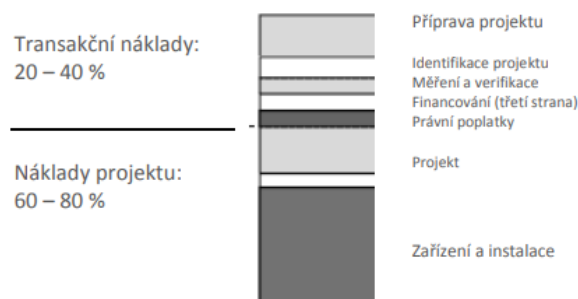 Transakční náklady:
20 – 40 %
Náklady projektu:
60 – 80 %
Příprava projektu
Identifikace projektu
Měření a verifikace
Financování (třetí strana)
Právní poplatky
Projekt
Zařízení a instalace